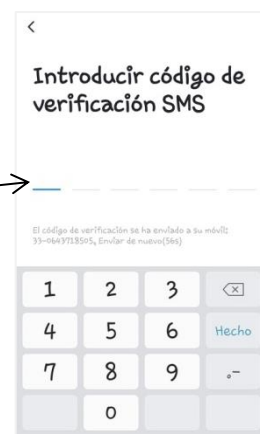 Introducir código de
verificación SMS
El código de verificación se ha enviado a su móvil:
33-0643718505, Enviar de nuevo(56s)
1 2 3
4 5 6 Hecho
7 8 9 .-
0